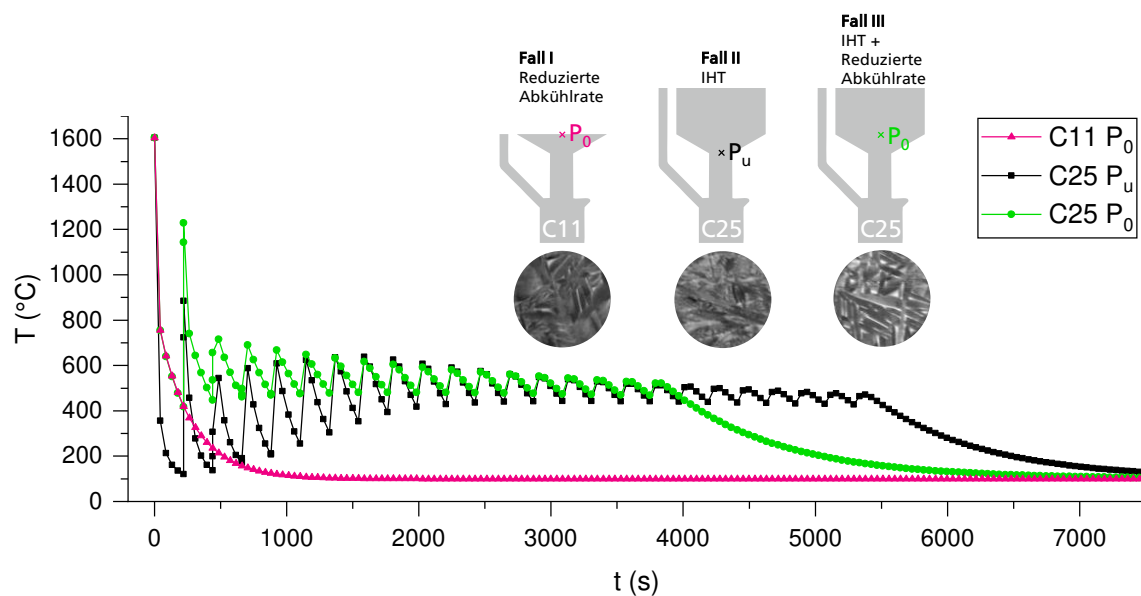 Fall I
Reduzierte
Abkühlrate
Fall II
IHT
Fall III
IHT +
Reduzierte
Abkühlrate
P0
Pu
P0
C11
C25
C25
C11 P0
C25 Pu
C25 P0
T (°C)
1600
1400
1200
1000
800
600
400
200
0
0
1000
2000
3000
4000
5000
6000
7000
t (s)